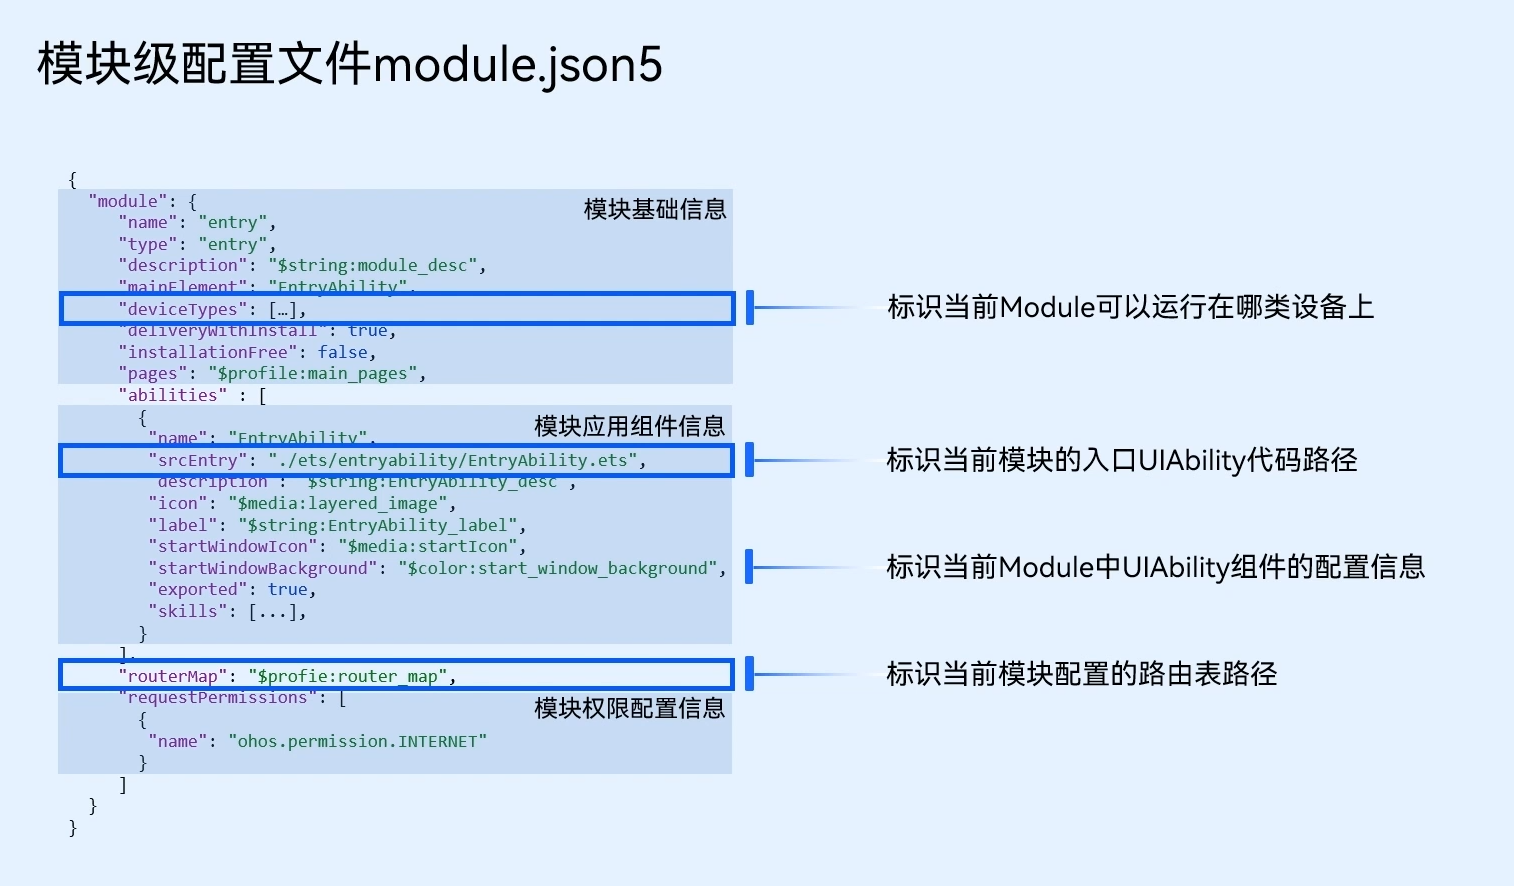 模块级配置文件module.json5
{
"module": {
模块基础信息
"name": "entry",
"type": "entry",
"description": "$string:module_desc",
"mainElement": "EntryAbility",
"deviceTypes": […],
标识当前Module可以运行在哪类设备上
"deliveryWithInstall": true,
"installationFree": false,
"pages": "$profile:main_pages",
"abilities" : [
{
模块应用组件信息
"name": "EntryAbility",
"srcEntry": "./ets/entryability/EntryAbility.ets",
标识当前模块的入口UIAbility代码路径
"description": "$string:EntryAbility_desc",
"icon": "$media:layered_image",
"label": "$string:EntryAbility_label",
"startWindowIcon": "$media:startIcon",
"startWindowBackground": "$color:start_window_background",
标识当前Module中UIAbility组件的配置信息
"exported": true,
"skills": [...],
}
],
"routerMap": "$profie:router_map",
标识当前模块配置的路由表路径
"requestPermissions": [
模块权限配置信息
{
"name": "ohos.permission.INTERNET"
}
]
}
}